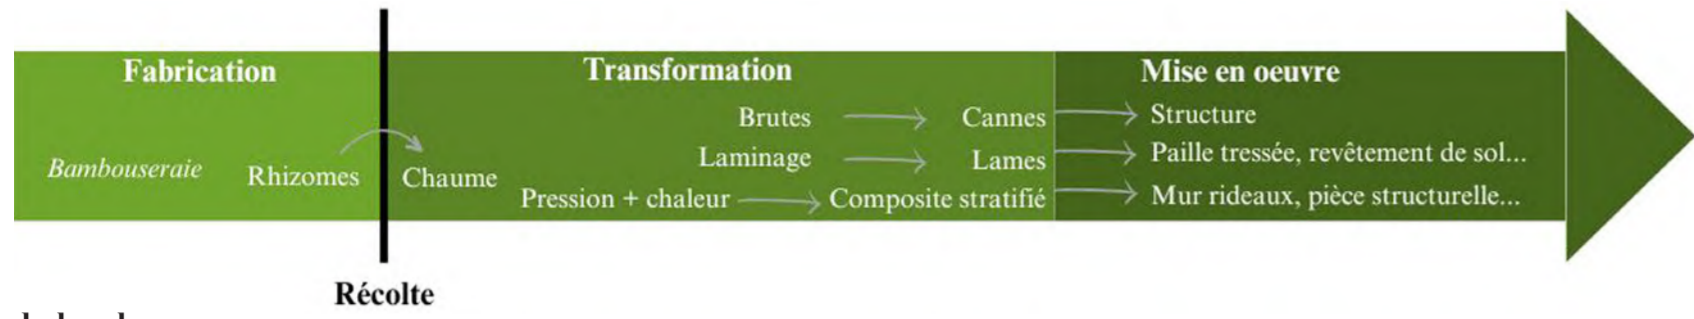 Fabrication
Transformation
Mise en oeuvre
Bambouseraie
Rhizomes
Chaume
Brutes
Cannes
Structure
Laminage
Lames
Paille tressée, revêtement de sol...
Pression + chaleur
Composite stratifié
Mur rideaux, pièce structurelle...
Récolte